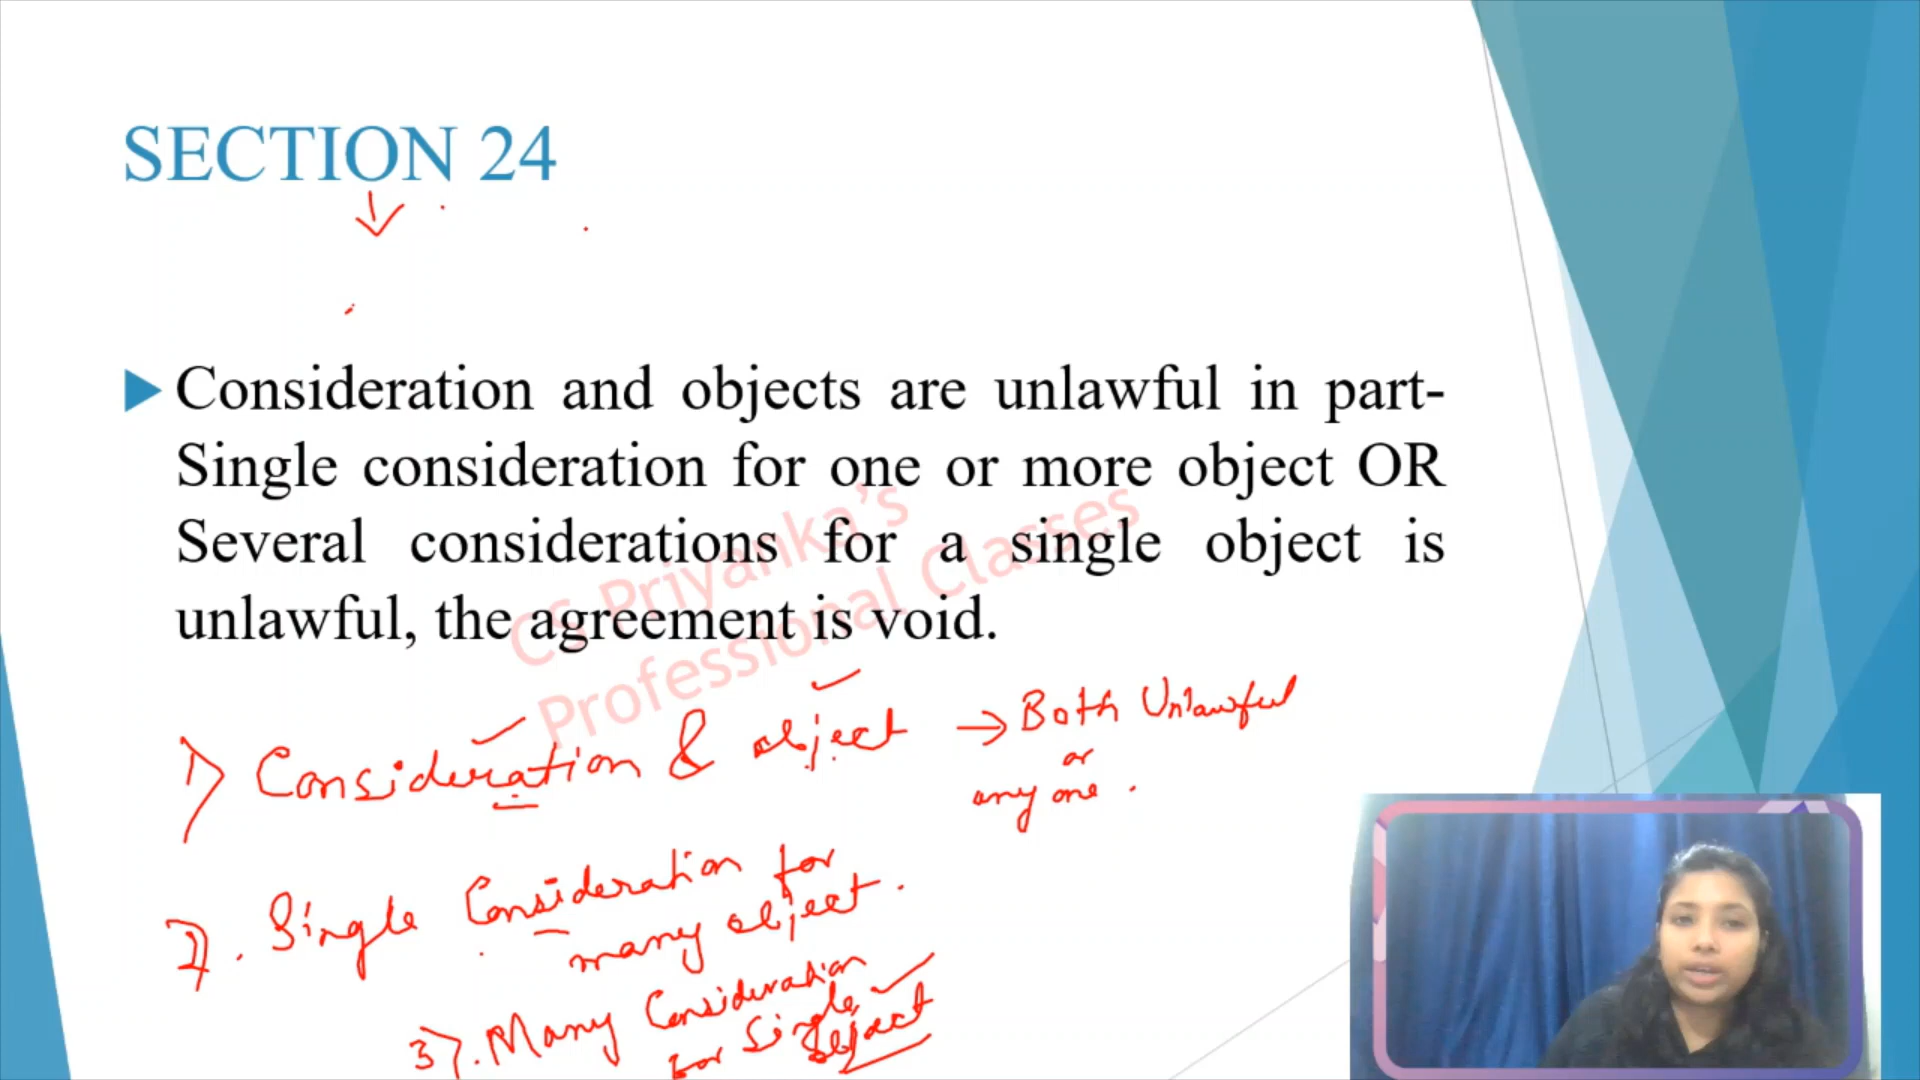 SECTION 24
Consideration and objects are unlawful in part-
Single consideration for one or more object OR
Several considerations for a single object is
unlawful, the agreement is void.
CS Priyanka's
Professional Classes
1) Consideration & object → Both Unlawful
or
any one.
2). Single Consideration for
many object.
3). Many Consideration
for Single
object